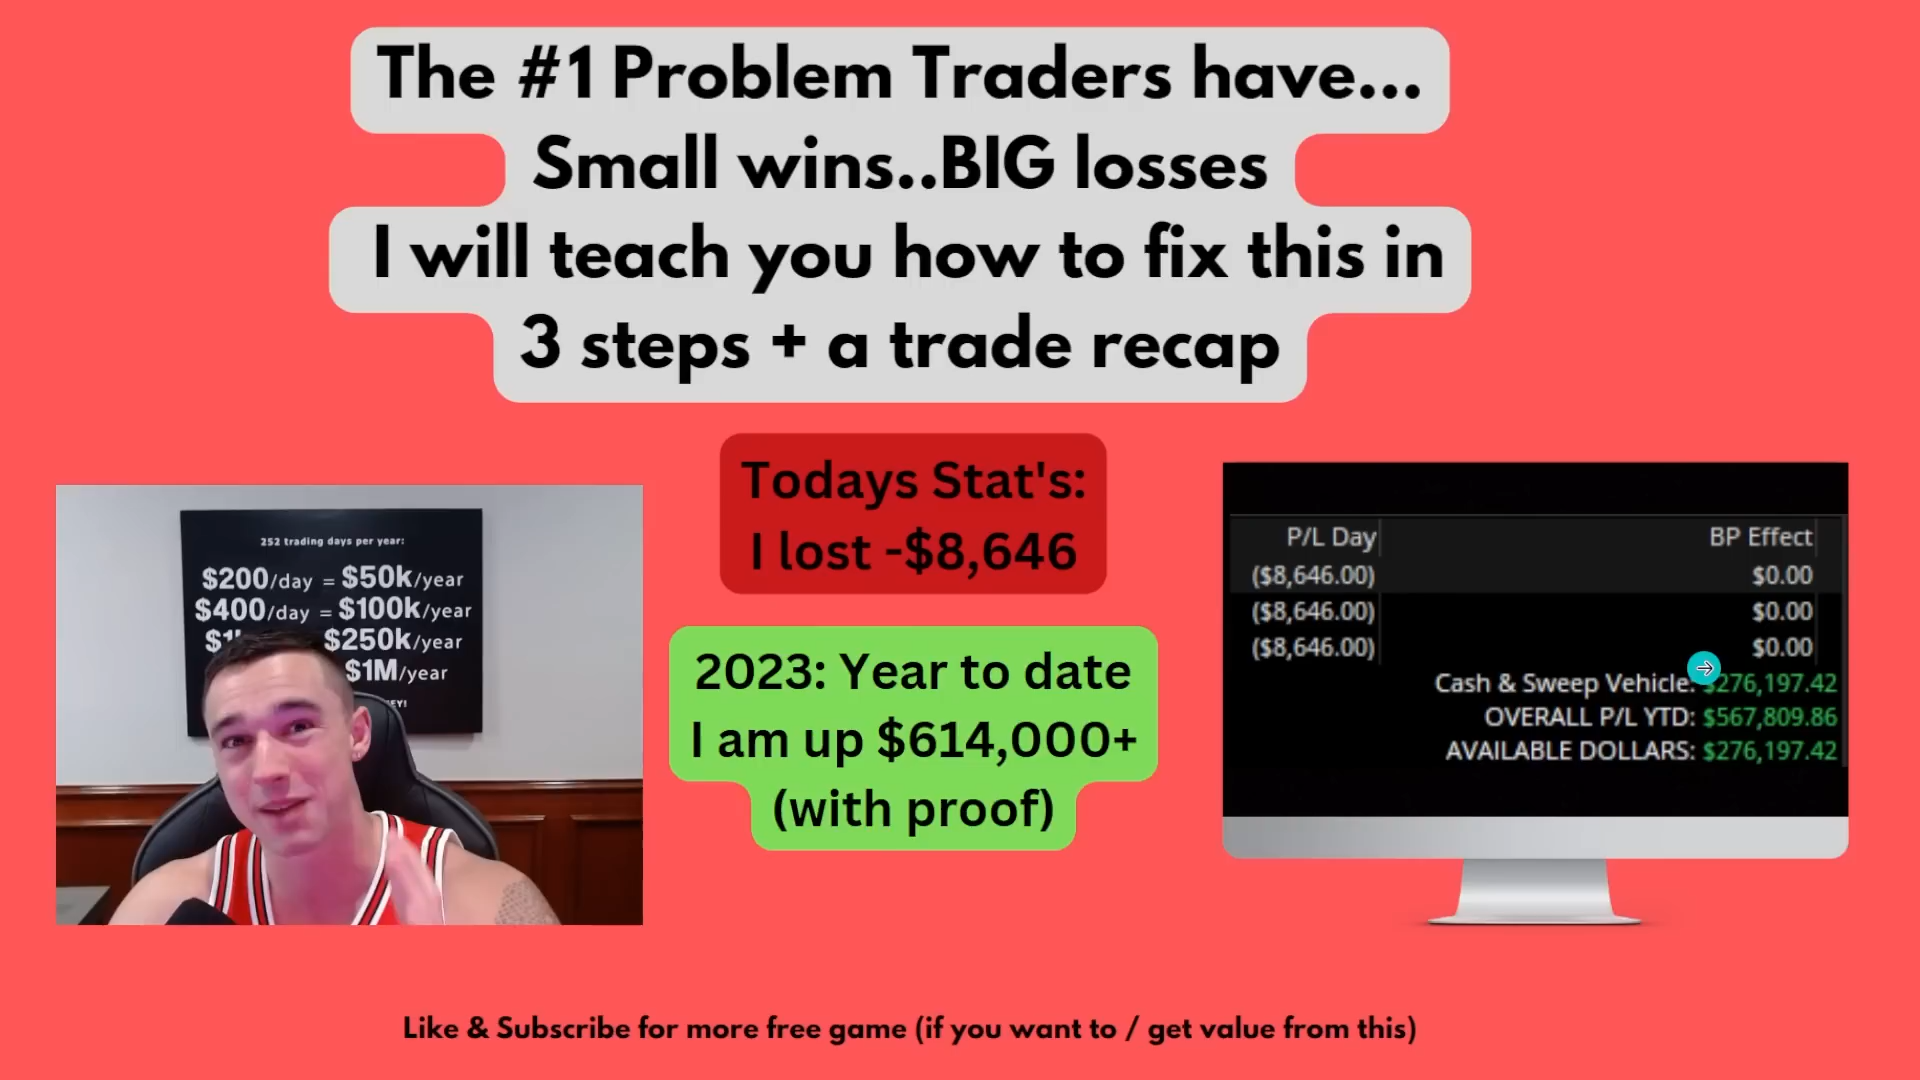 The #1 Problem Traders have...
Small wins..BIG losses
I will teach you how to fix this in
3 steps + a trade recap
Todays Stat's:
I lost -$8,646
2023: Year to date
I am up $614,000+
(with proof)
252 trading days per year:
$200/day = $50k/year
$400/day = $100k/year
$250k/year
$1M/year
P/L Day BP Effect
($8,646.00) $0.00
($8,646.00) $0.00
($8,646.00) $0.00
Cash & Sweep Vehicle: $276,197.42
OVERALL P/L YTD: $567,809.86
AVAILABLE DOLLARS: $276,197.42
Like & Subscribe for more free game (if you want to / get value from this)